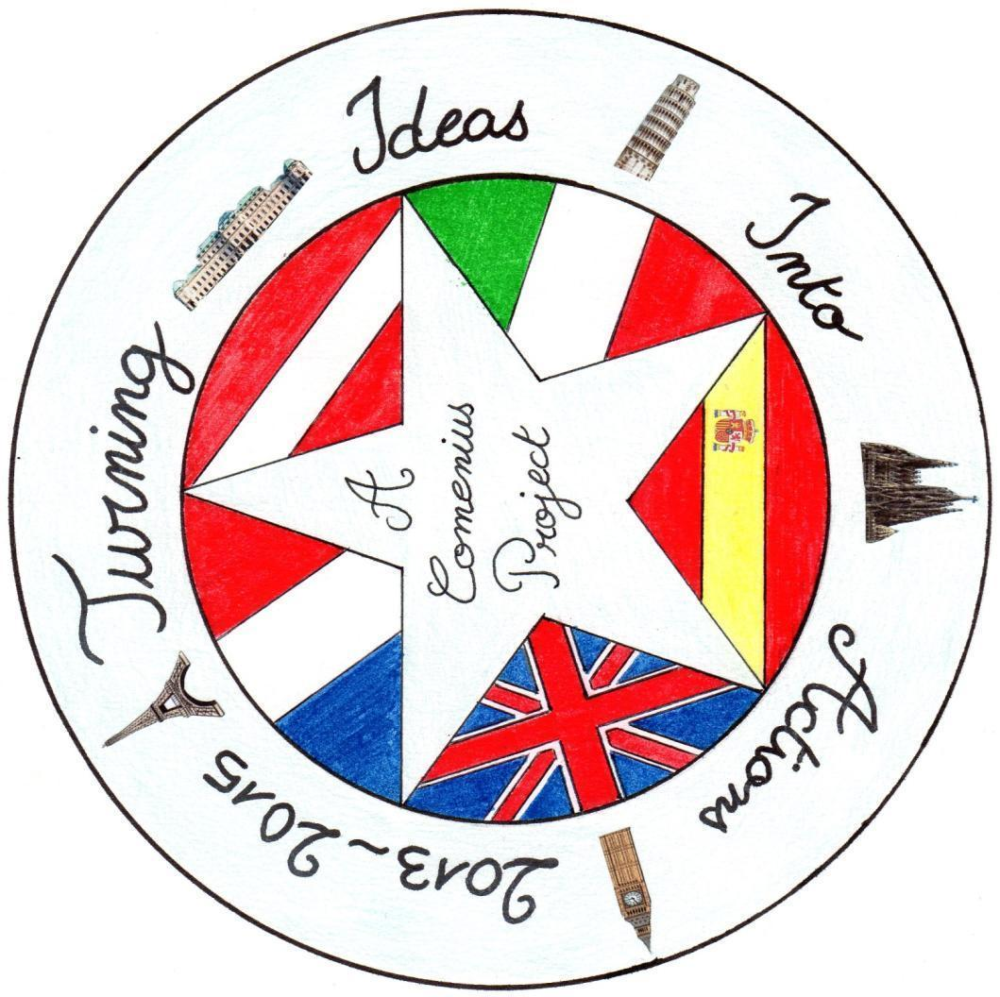 Turning Ideas Into Actions
2013-2015
A
Comenius
Project